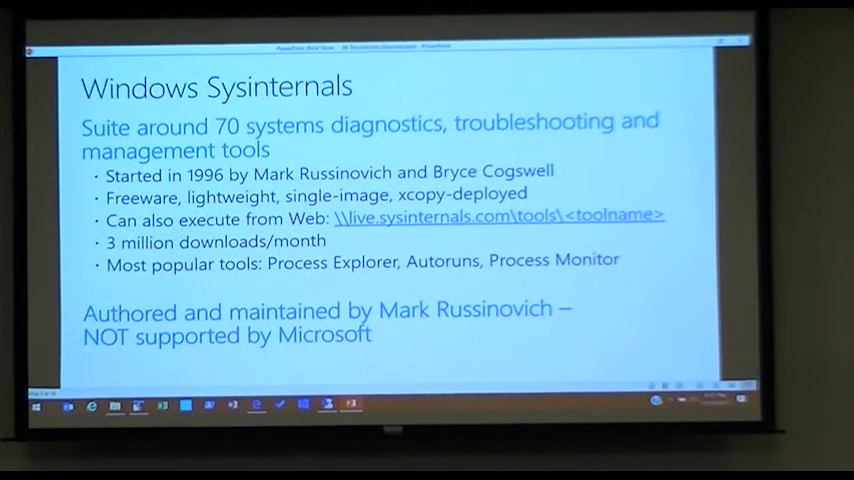 Windows Sysinternals
Suite around 70 systems diagnostics, troubleshooting and
management tools
· Started in 1996 by Mark Russinovich and Bryce Cogswell
· Freeware, lightweight, single-image, xcopy-deployed
· Can also execute from Web: \\live.sysinternals.com\tools\<toolname>
· 3 million downloads/month
· Most popular tools: Process Explorer, Autoruns, Process Monitor
Authored and maintained by Mark Russinovich –
NOT supported by Microsoft